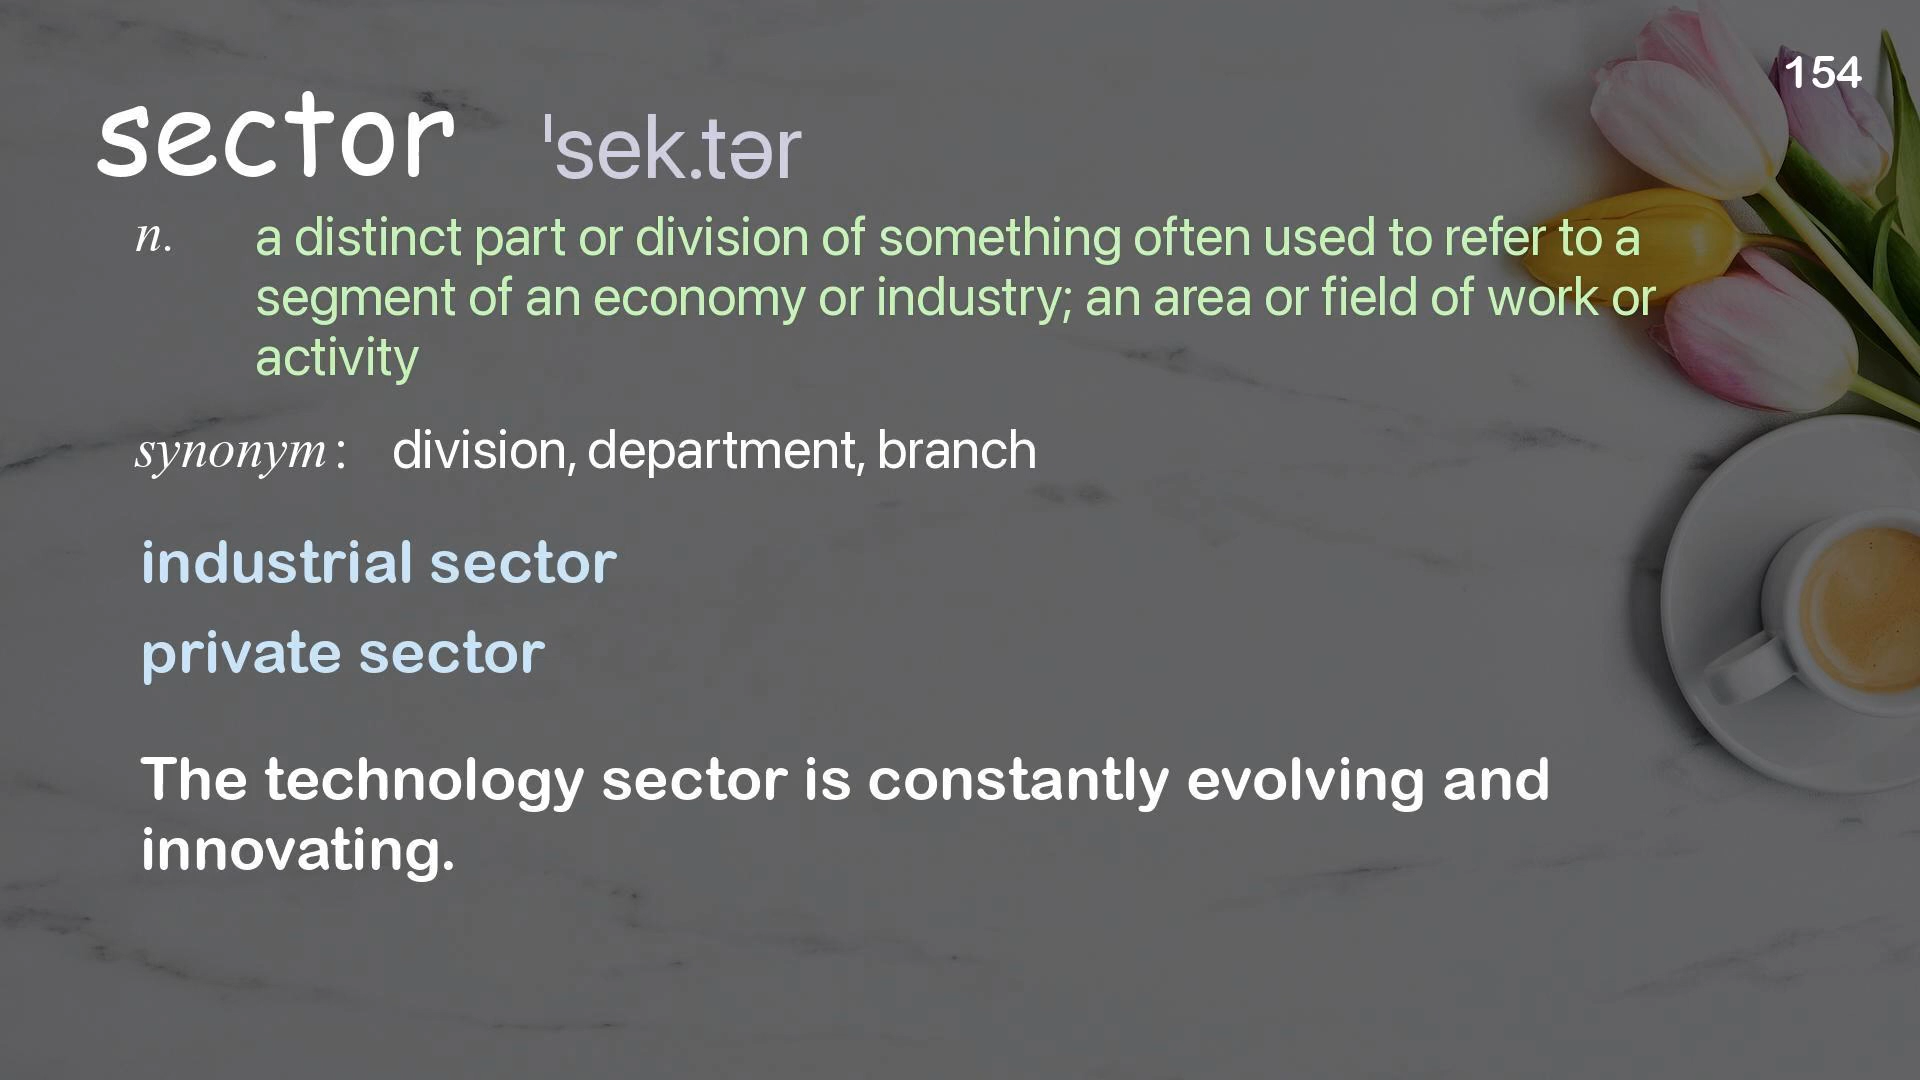 154
sector ˈsek.tər
n. a distinct part or division of something often used to refer to a
segment of an economy or industry; an area or field of work or
activity
synonym: division, department, branch
industrial sector
private sector
The technology sector is constantly evolving and
innovating.